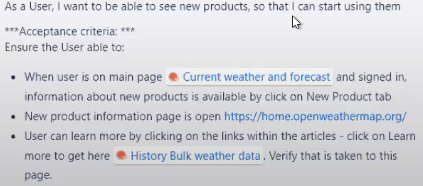 As a User, I want to be able to see new products, so that I can start using them
***Acceptance criteria: ***
Ensure the User able to:
• When user is on main page Current weather and forecast and signed in,
information about new products is available by click on New Product tab
• New product information page is open https://home.openweathermap.org/
• User can learn more by clicking on the links within the articles - click on Learn
more to get here History Bulk weather data. Verify that is taken to this
page.